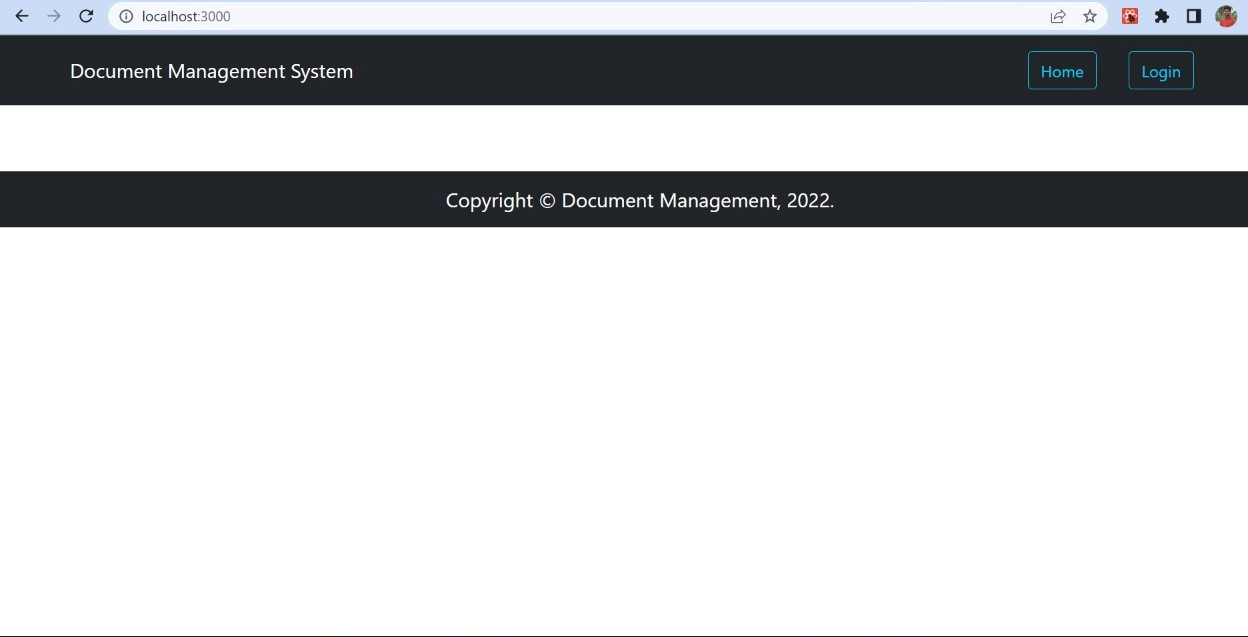 localhost:3000
Document Management System
Home
Login
Copyright © Document Management, 2022.